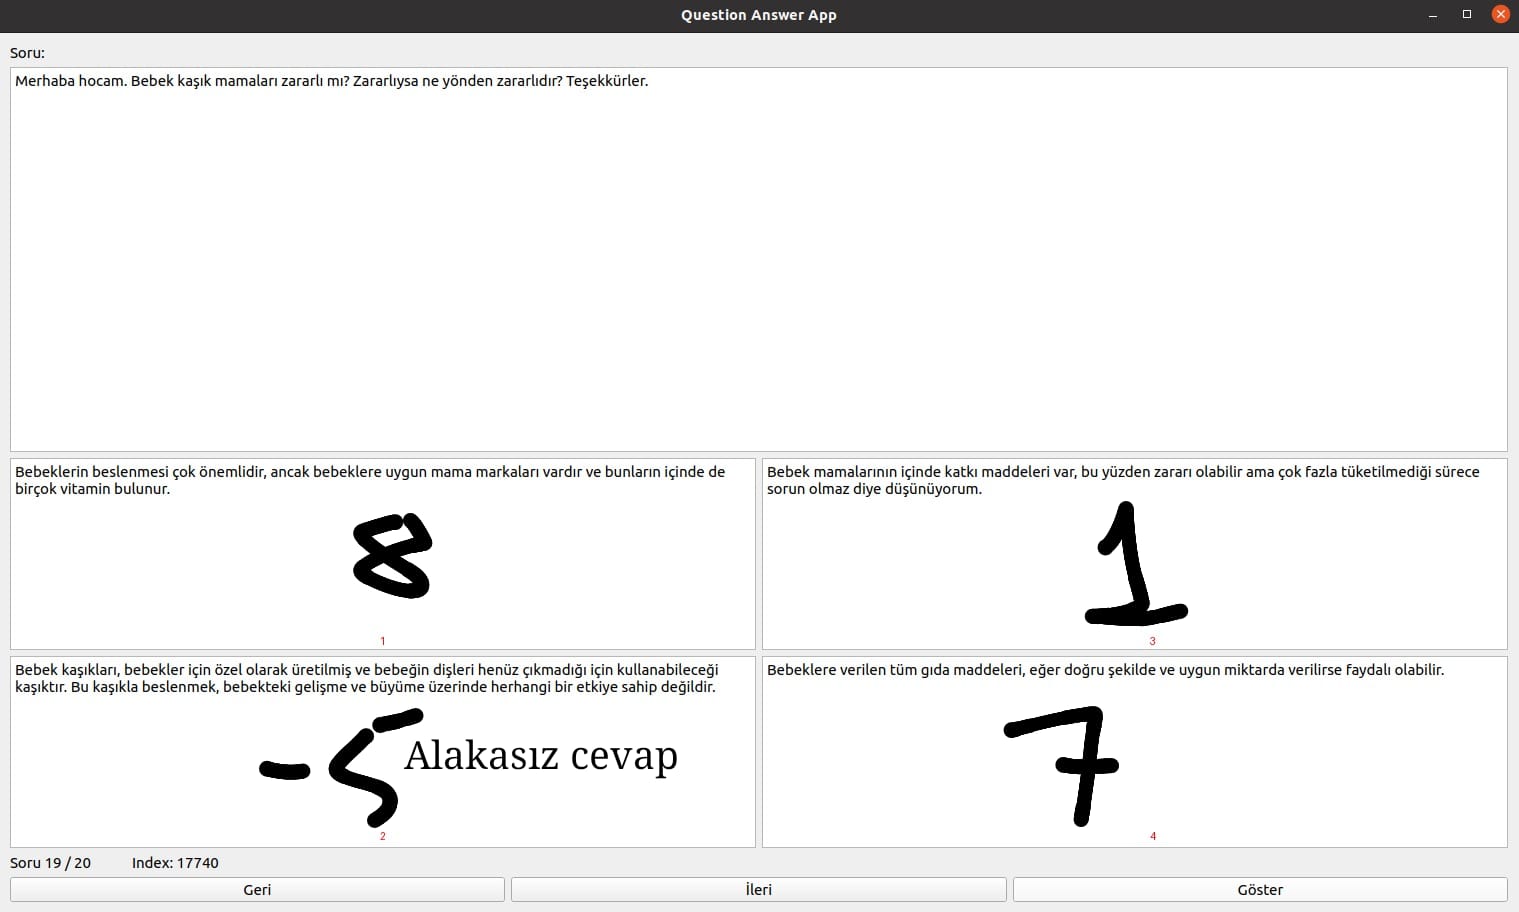 Question Answer App
Soru:
Merhaba hocam. Bebek kaşık mamaları zararlı mı? Zararlıysa ne yönden zararlıdır? Teşekkürler.
Bebeklerin beslenmesi çok önemlidir, ancak bebeklere uygun mama markaları vardır ve bunların içinde de
birçok vitamin bulunur.
8
1
Bebek mamalarının içinde katkı maddeleri var, bu yüzden zararı olabilir ama çok fazla tüketilmediği sürece
sorun olmaz diye düşünüyorum.
1
3
Bebek kaşıkları, bebekler için özel olarak üretilmiş ve bebeğin dişleri henüz çıkmadığı için kullanabileceği
kaşıktır. Bu kaşıkla beslenmek, bebekteki gelişme ve büyüme üzerinde herhangi bir etkiye sahip değildir.
-5 Alakasız cevap
2
Bebeklere verilen tüm gıda maddeleri, eğer doğru şekilde ve uygun miktarda verilirse faydalı olabilir.
7
4
Soru 19 / 20 Index: 17740
Geri İleri Göster